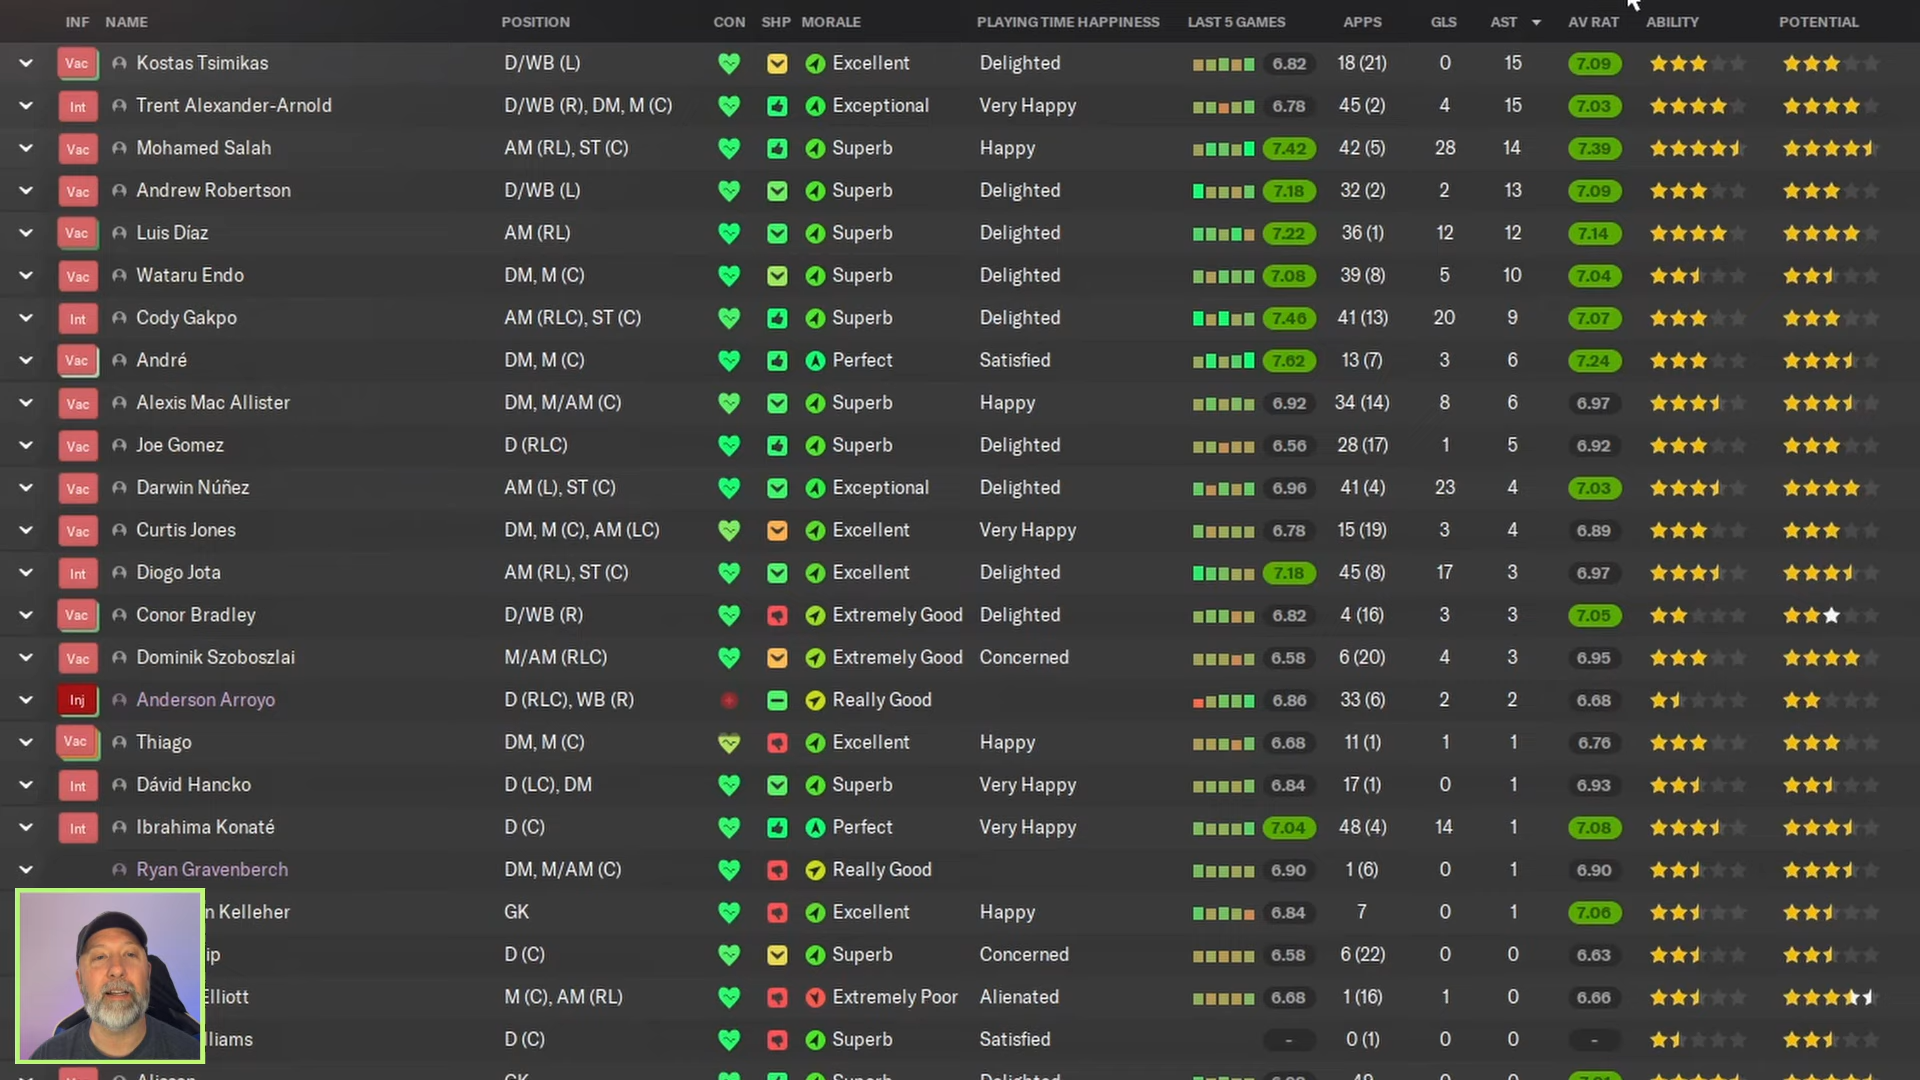 INF NAME POSITION CON SHP MORALE PLAYING TIME HAPPINESS LAST 5 GAMES APPS GLS AST AV RAT ABILITY POTENTIAL
Vac Kostas Tsimikas D/WB (L) Excellent Delighted 6.82 18 (21) 0 15 7.09
Int Trent Alexander-Arnold D/WB (R), DM, M (C) Exceptional Very Happy 6.78 45 (2) 4 15 7.03
Vac Mohamed Salah AM (RL), ST (C) Superb Happy 7.42 42 (5) 28 14 7.39
Vac Andrew Robertson D/WB (L) Superb Delighted 7.18 32 (2) 2 13 7.09
Vac Luis Díaz AM (RL) Superb Delighted 7.22 36 (1) 12 12 7.14
Vac Wataru Endo DM, M (C) Superb Delighted 7.08 39 (8) 5 10 7.04
Int Cody Gakpo AM (RLC), ST (C) Superb Delighted 7.46 41 (13) 20 9 7.07
Vac André DM, M (C) Perfect Satisfied 7.62 13 (7) 3 6 7.24
Vac Alexis Mac Allister DM, M/AM (C) Superb Happy 6.92 34 (14) 8 6 6.97
Vac Joe Gomez D (RLC) Superb Delighted 6.56 28 (17) 1 5 6.92
Vac Darwin Núñez AM (L), ST (C) Exceptional Delighted 6.96 41 (4) 23 4 7.03
Vac Curtis Jones DM, M (C), AM (LC) Excellent Very Happy 6.78 15 (19) 3 4 6.89
Int Diogo Jota AM (RL), ST (C) Excellent Delighted 7.18 45 (8) 17 3 6.97
Vac Conor Bradley D/WB (R) Extremely Good Delighted 6.82 4 (16) 3 3 7.05
Vac Dominik Szoboszlai M/AM (RLC) Extremely Good Concerned 6.58 6 (20) 4 3 6.95
Inj Anderson Arroyo D (RLC), WB (R) Really Good 6.86 33 (6) 2 2 6.68
Vac Thiago DM, M (C) Excellent Happy 6.68 11 (1) 1 1 6.76
Int Dávid Hancko D (LC), DM Superb Very Happy 6.84 17 (1) 0 1 6.93
Int Ibrahima Konaté D (C) Perfect Very Happy 7.04 48 (4) 14 1 7.08
Ryan Gravenberch DM, M/AM (C) Really Good 6.90 1 (6) 0 1 6.90
n Kelleher GK Excellent Happy 6.84 7 0 1 7.06
ip D (C) Superb Concerned 6.58 6 (22) 0 0 6.63
Elliott M (C), AM (RL) Extremely Poor Alienated 6.68 1 (16) 1 0 6.66
lliams D (C) Superb Satisfied - 0 (1) 0 0 -